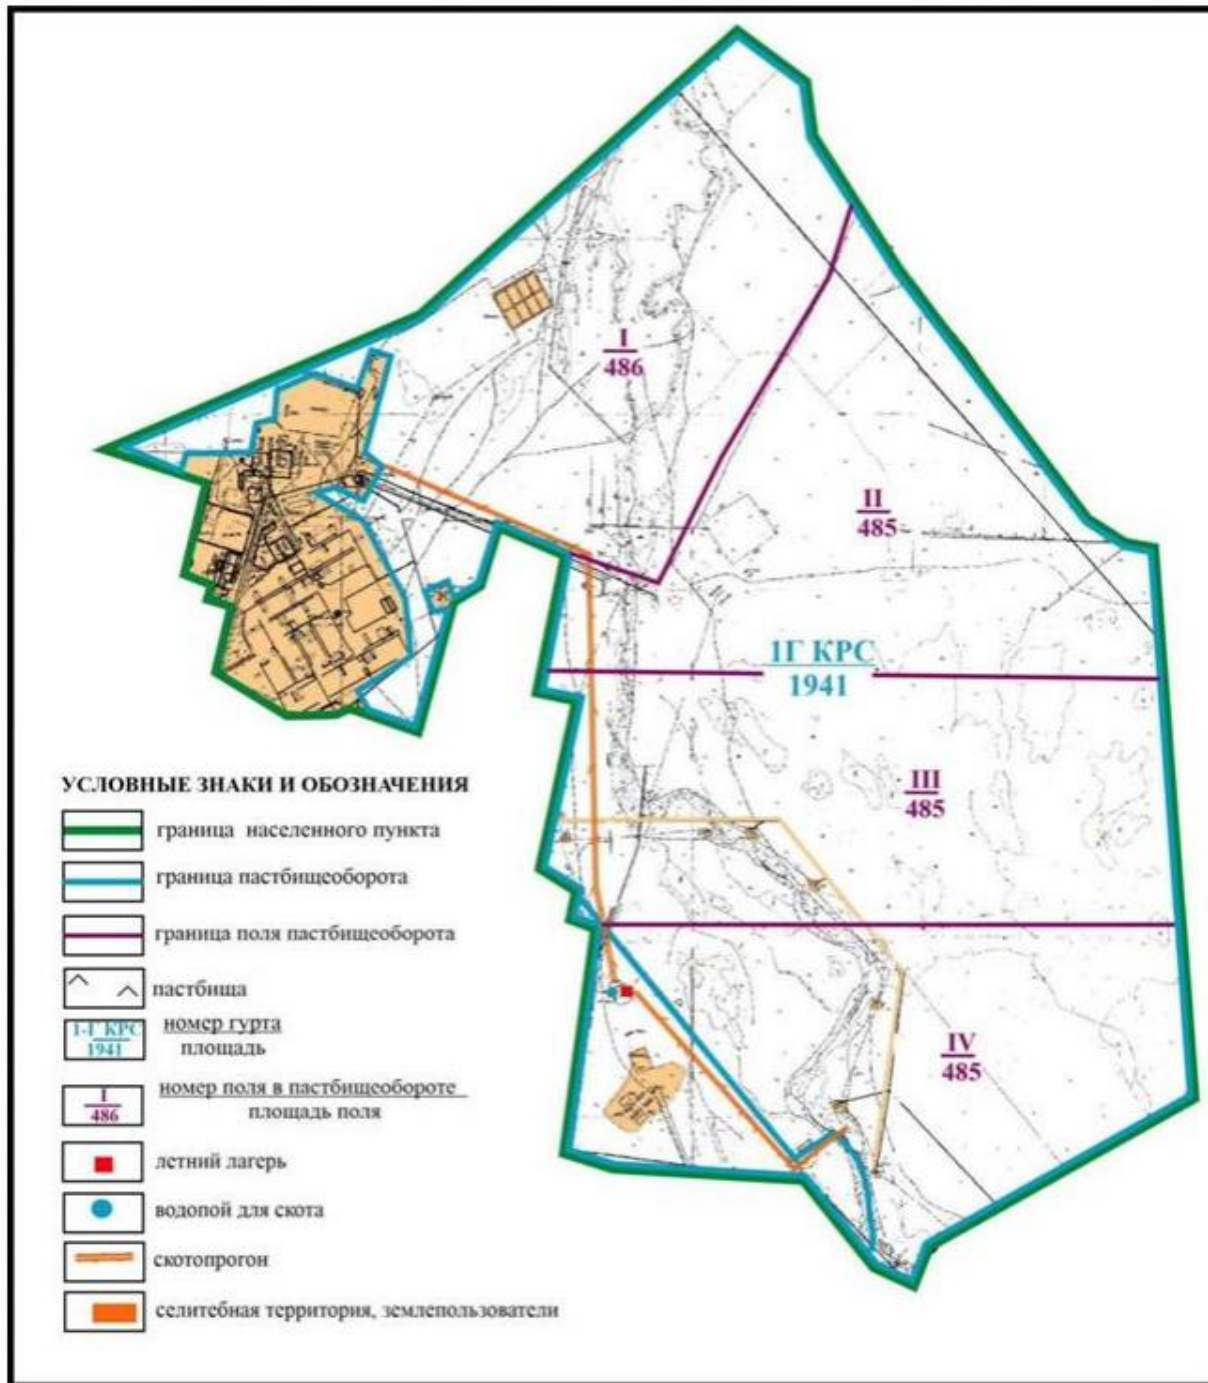 I
486
II
485
1Г КРС
1941
III
485
IV
485
УСЛОВНЫЕ ЗНАКИ И ОБОЗНАЧЕНИЯ
граница населенного пункта
граница пастбищеоборота
граница поля пастбищеоборота
пастбища
1-Г КРС
1941
номер гурта
площадь
I
486
номер поля в пастбищеобороте
площадь поля
летний лагерь
водопой для скота
скотопрогон
селитебная территория, землепользователи